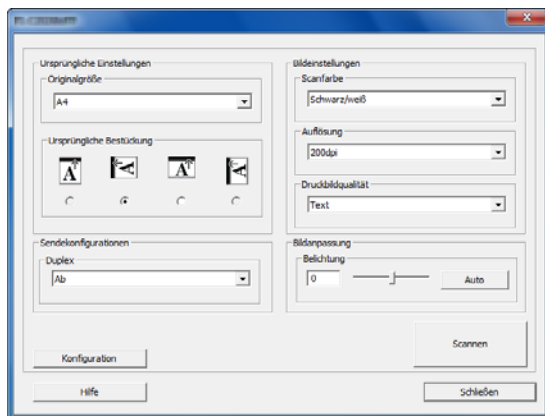 Ursprüngliche Einstellungen
Originalgröße
A4
Ursprüngliche Bestückung
A A A A
Sendekonfigurationen
Duplex
Ab
Konfiguration
Hilfe
Bildeinstellungen
Scanfarbe
Schwarz/weiß
Auflösung
200dpi
Druckbildqualität
Text
Bildanpassung
Belichtung
0
Auto
Scannen
Schließen